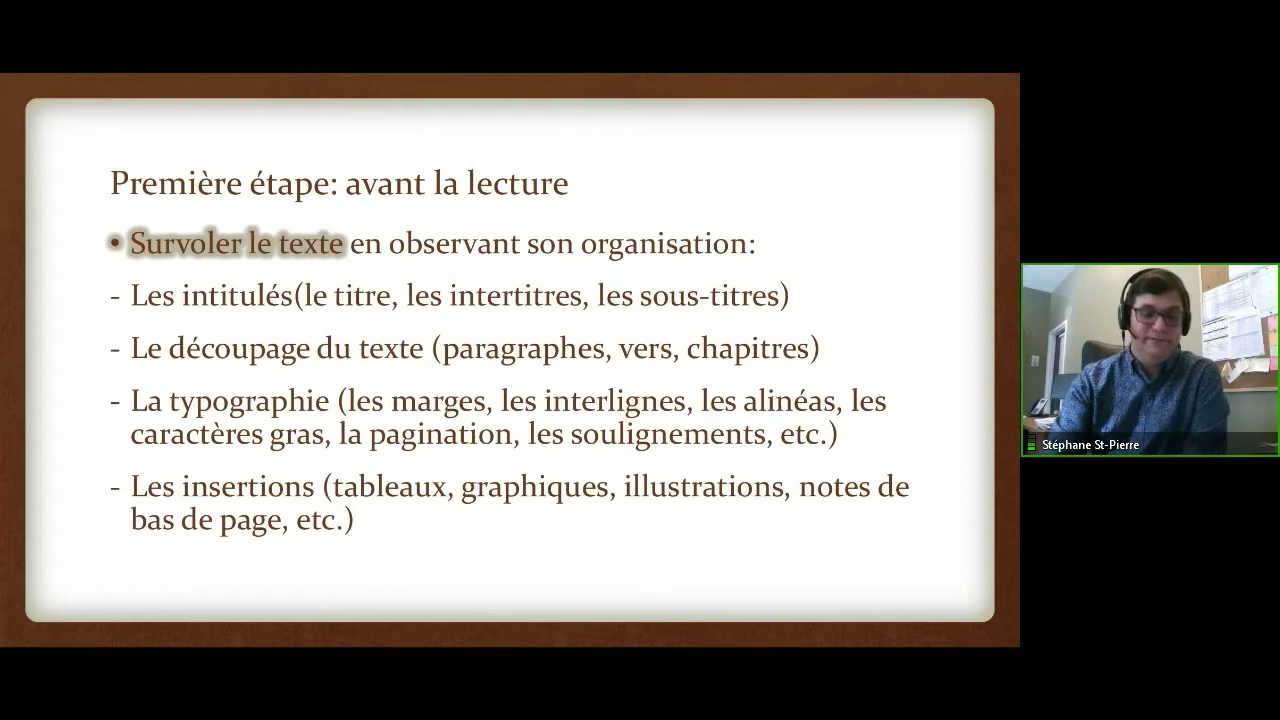 Première étape: avant la lecture
• Survoler le texte en observant son organisation:
- Les intitulés(le titre, les intertitres, les sous-titres)
- Le découpage du texte (paragraphes, vers, chapitres)
- La typographie (les marges, les interlignes, les alinéas, les
caractères gras, la pagination, les soulignements, etc.)
- Les insertions (tableaux, graphiques, illustrations, notes de
bas de page, etc.)
Stéphane St-Pierre